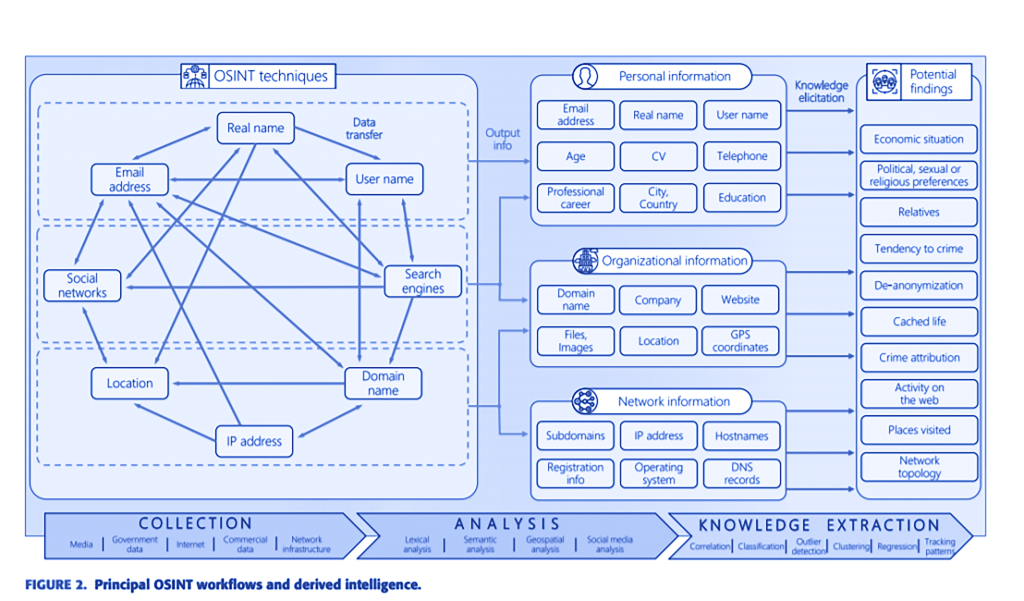 OSINT techniques
Real name
Data
transfer
Email
address
User name
Social
networks
Search
engines
Location
Domain
name
IP address
Output
info
Personal information
Email
address
Real name
User name
Age
CV
Telephone
Professional
career
City,
Country
Education
Organizational information
Domain
name
Company
Website
Files,
Images
Location
GPS
coordinates
Network information
Subdomains
IP address
Hostnames
Registration
info
Operating
system
DNS
records
Knowledge
elicitation
Potential
findings
Economic situation
Political, sexual or
religious preferences
Relatives
Tendency to crime
De-anonymization
Cached life
Crime attribution
Activity on
the web
Places visited
Network
topology
COLLECTION
Media
Government
data
Internet
Commercial
data
Network
infrastructure
ANALYSIS
Lexical
analysis
Semantic
analysis
Geospatial
analysis
Social media
analysis
KNOWLEDGE EXTRACTION
Correlation
Classification
Outlier
detection
Clustering
Regression
Tracking
patterns
FIGURE 2. Principal OSINT workflows and derived intelligence.